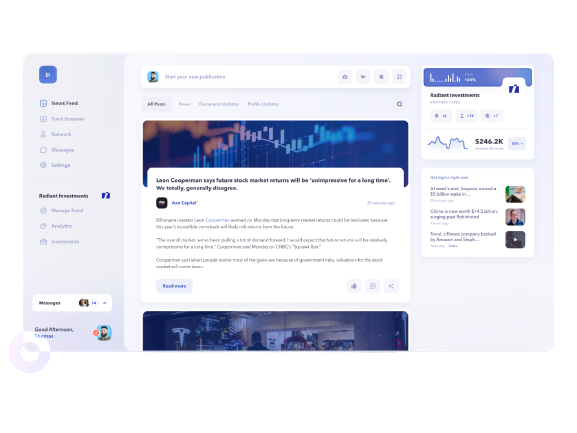 D
Start your new publication
News Feed
Fund Screener
Network
Messages
Settings
Radiant Investments
Manage Fund
Analytics
Investments
Messages
+4
Good Afternoon,
Thomas
All Posts
News
Document Updates
Profile Updates
Leon Cooperman says future stock market returns will be 'unimpressive for a long time'.
We totally, generally disagree.
Axe Capital
29 minutes ago
Billionaire investor Leon Cooperman warned on Monday that long-term market returns could be lackluster because
this year's incredible comeback will likely rob returns from the future.
"The overall market, we've been pulling a lot of demand forward. I would expect that future returns will be relatively
unimpressive for a long time," Cooperman said Monday on CNBC's "Squawk Box."
Cooperman said when people realize most of the gains are because of government help, valuations for the stock
market will come down.
Read more
+24%
Radiant Investments
VENTURE FUND
$246.2K
Hot topics right now
At week's end, Sequoia owned a
$5 billion stake in...
Chime is now worth $14.5 billion,
surging past Robinhood
Tonal, a fitness company backed
by Amazon and Steph...